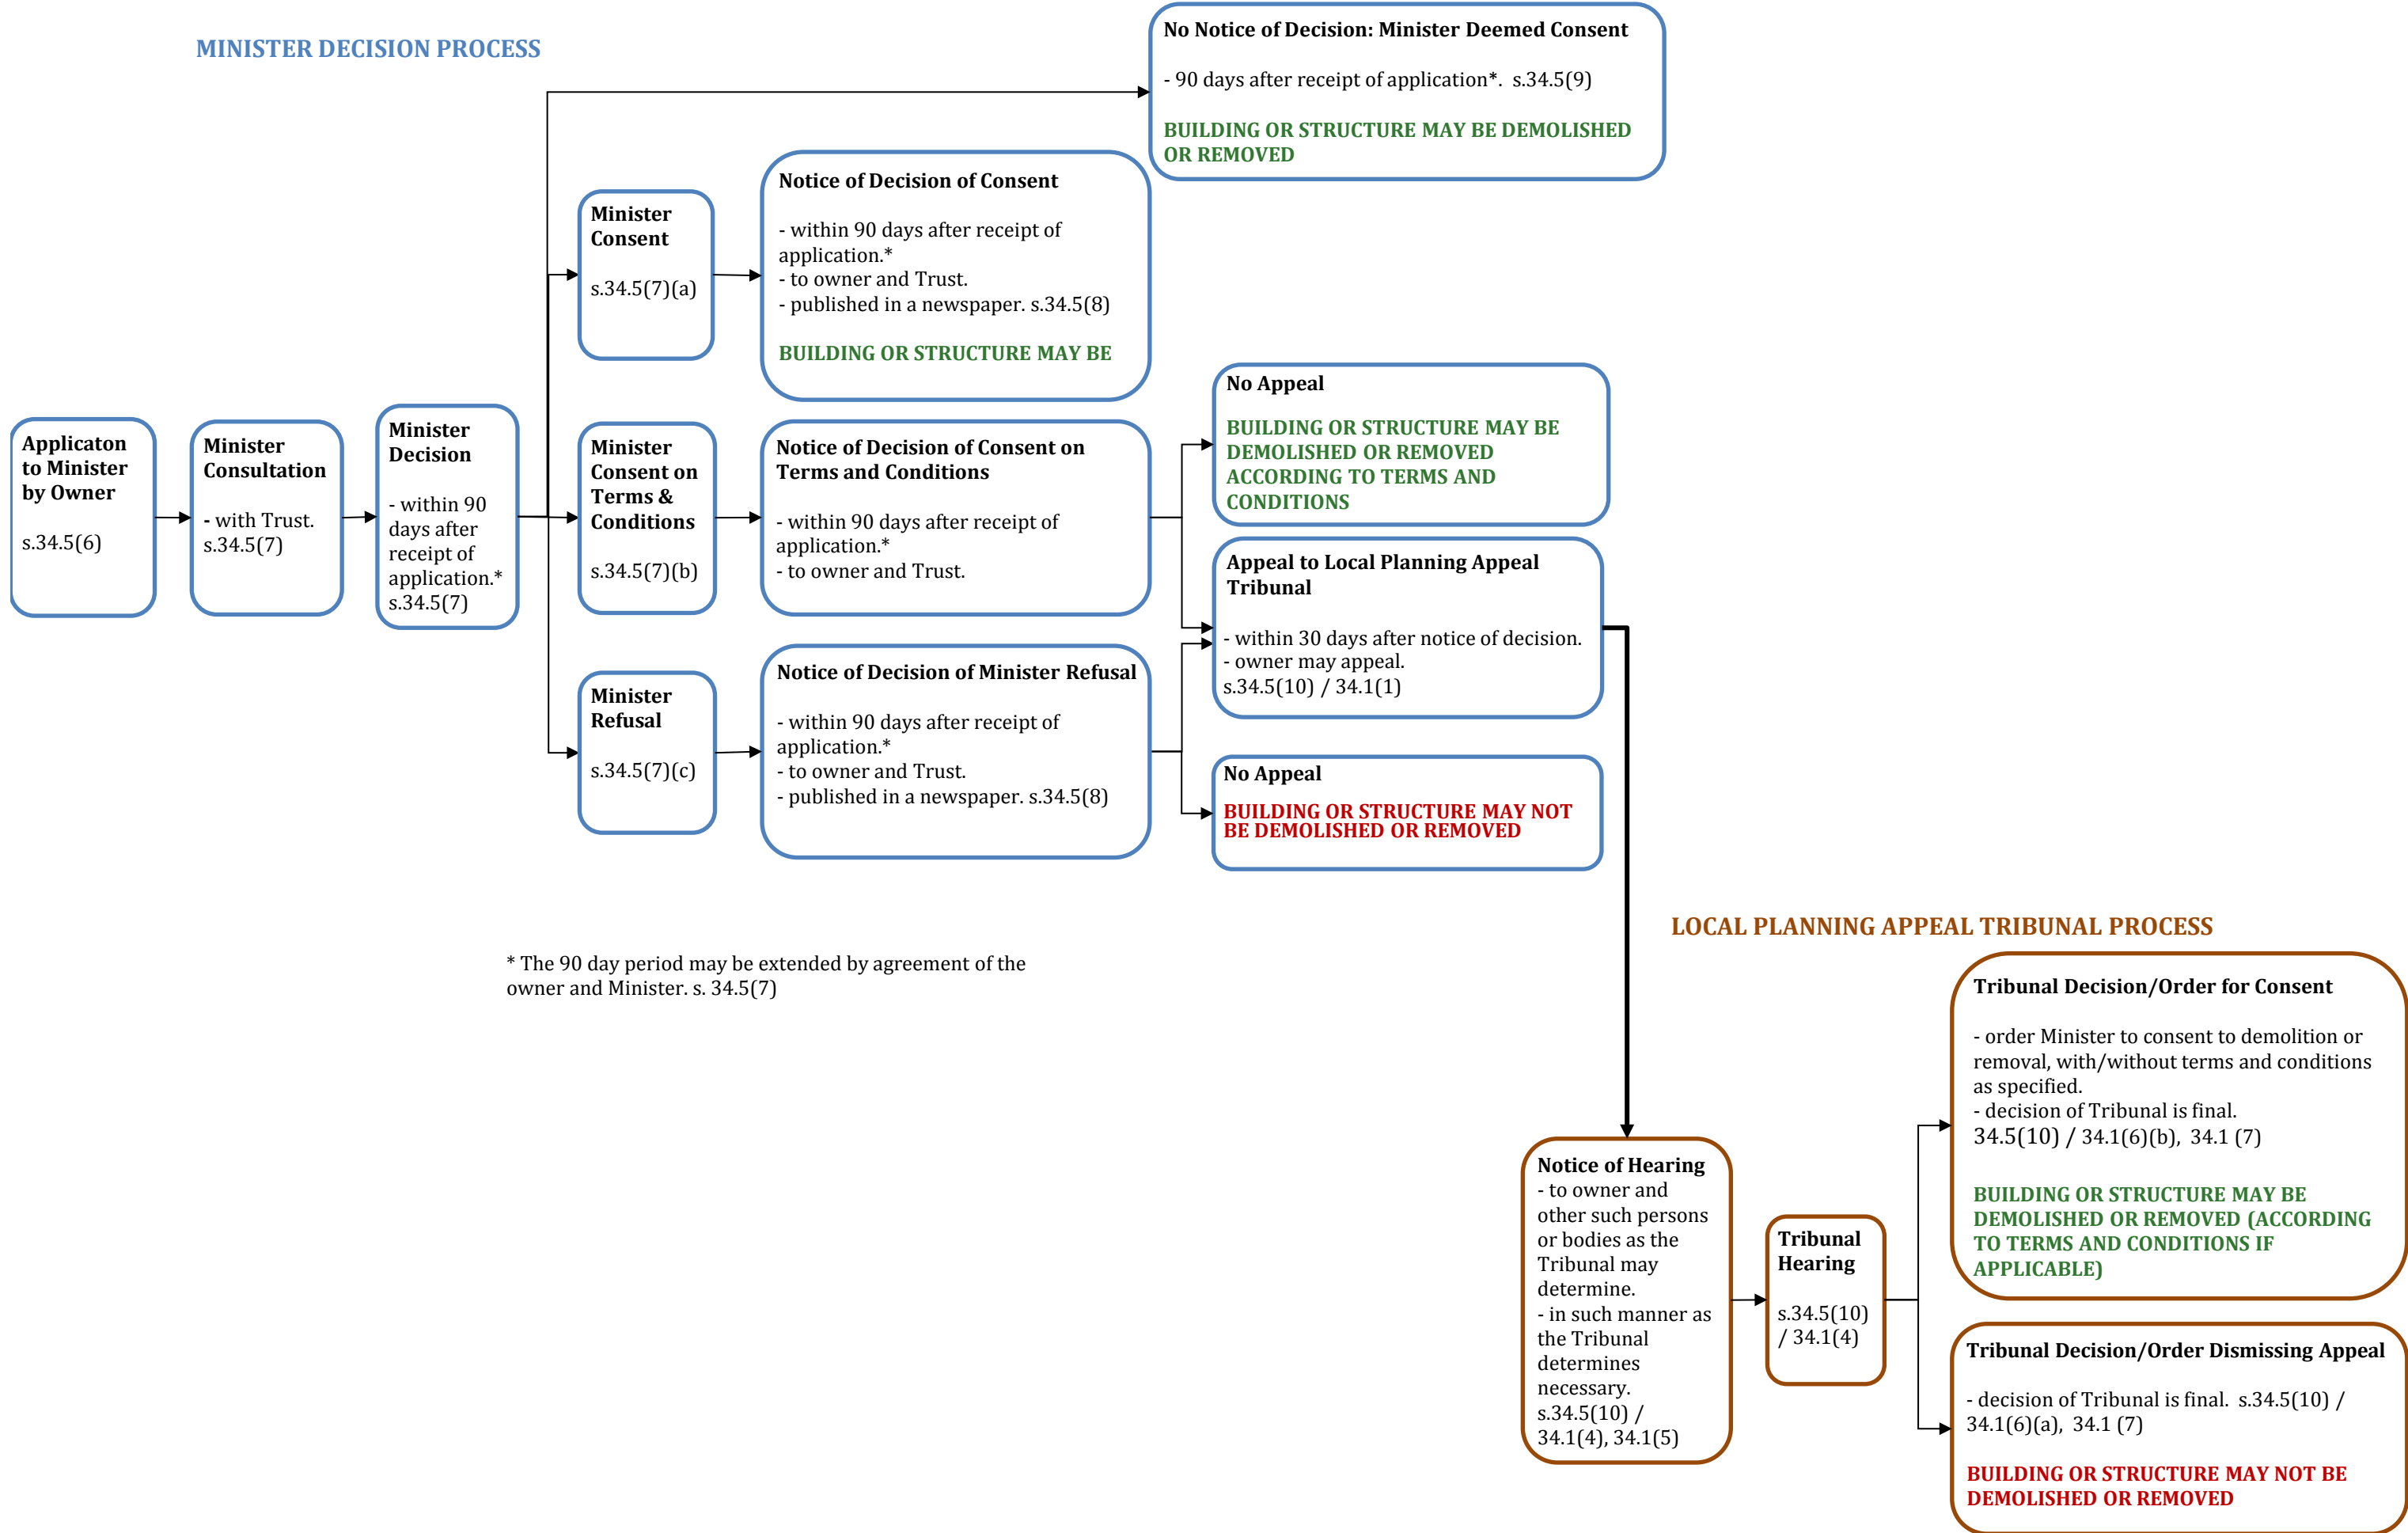 MINISTER DECISION PROCESS
No Notice of Decision: Minister Deemed Consent
- 90 days after receipt of application*. s.34.5(9)
BUILDING OR STRUCTURE MAY BE DEMOLISHED
OR REMOVED
Applicaton
to Minister
by Owner
s.34.5(6)
Minister
Consultation
- with Trust.
s.34.5(7)
Minister
Decision
- within 90
days after
receipt of
application.*
s.34.5(7)
Minister
Consent
s.34.5(7)(a)
Notice of Decision of Consent
- within 90 days after receipt of
application.*
- to owner and Trust.
- published in a newspaper. s.34.5(8)
BUILDING OR STRUCTURE MAY BE
Minister
Consent on
Terms &
Conditions
s.34.5(7)(b)
Notice of Decision of Consent on
Terms and Conditions
- within 90 days after receipt of
application.*
- to owner and Trust.
Minister
Refusal
s.34.5(7)(c)
Notice of Decision of Minister Refusal
- within 90 days after receipt of
application.*
- to owner and Trust.
- published in a newspaper. s.34.5(8)
No Appeal
BUILDING OR STRUCTURE MAY BE
DEMOLISHED OR REMOVED
ACCORDING TO TERMS AND
CONDITIONS
Appeal to Local Planning Appeal
Tribunal
- within 30 days after notice of decision.
- owner may appeal.
s.34.5(10) / 34.1(1)
No Appeal
BUILDING OR STRUCTURE MAY NOT
BE DEMOLISHED OR REMOVED
* The 90 day period may be extended by agreement of the
owner and Minister. s. 34.5(7)
LOCAL PLANNING APPEAL TRIBUNAL PROCESS
Notice of Hearing
- to owner and
other such persons
or bodies as the
Tribunal may
determine.
- in such manner as
the Tribunal
determines
necessary.
s.34.5(10) /
34.1(4), 34.1(5)
Tribunal
Hearing
s.34.5(10)
/ 34.1(4)
Tribunal Decision/Order for Consent
- order Minister to consent to demolition or
removal, with/without terms and conditions
as specified.
- decision of Tribunal is final.
34.5(10) / 34.1(6)(b), 34.1 (7)
BUILDING OR STRUCTURE MAY BE
DEMOLISHED OR REMOVED (ACCORDING
TO TERMS AND CONDITIONS IF
APPLICABLE)
Tribunal Decision/Order Dismissing Appeal
- decision of Tribunal is final. s.34.5(10) /
34.1(6)(a), 34.1 (7)
BUILDING OR STRUCTURE MAY NOT BE
DEMOLISHED OR REMOVED